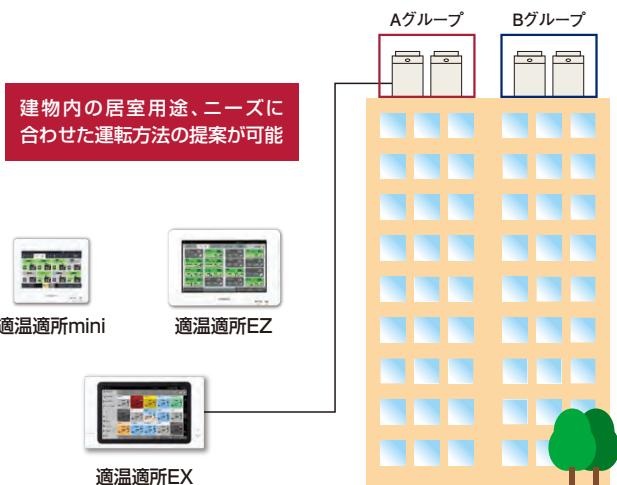 Aグループ
Bグループ
建物内の居室用途、ニーズに
合わせた運転方法の提案が可能
適温適所mini
適温適所EZ
適温適所EX